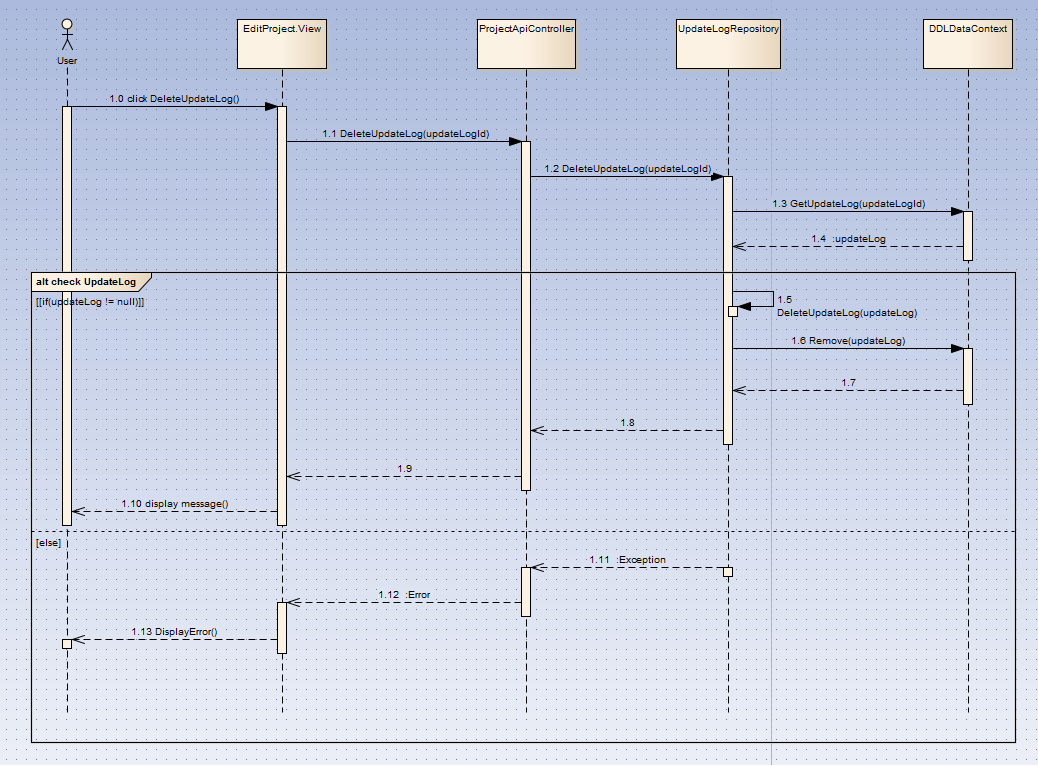 User
EditProject.View
ProjectApiController
UpdateLogRepository
DDLDataContext
1.0 click DeleteUpdateLog()
1.1 DeleteUpdateLog(updateLogId)
1.2 DeleteUpdateLog(updateLogId)
1.3 GetUpdateLog(updateLogId)
1.4 :updateLog
alt check UpdateLog
[[if(updateLog != null)]]
1.5
DeleteUpdateLog(updateLog)
1.6 Remove(updateLog)
1.7
1.8
1.9
1.10 display message()
[else]
1.11 :Exception
1.12 :Error
1.13 DisplayError()